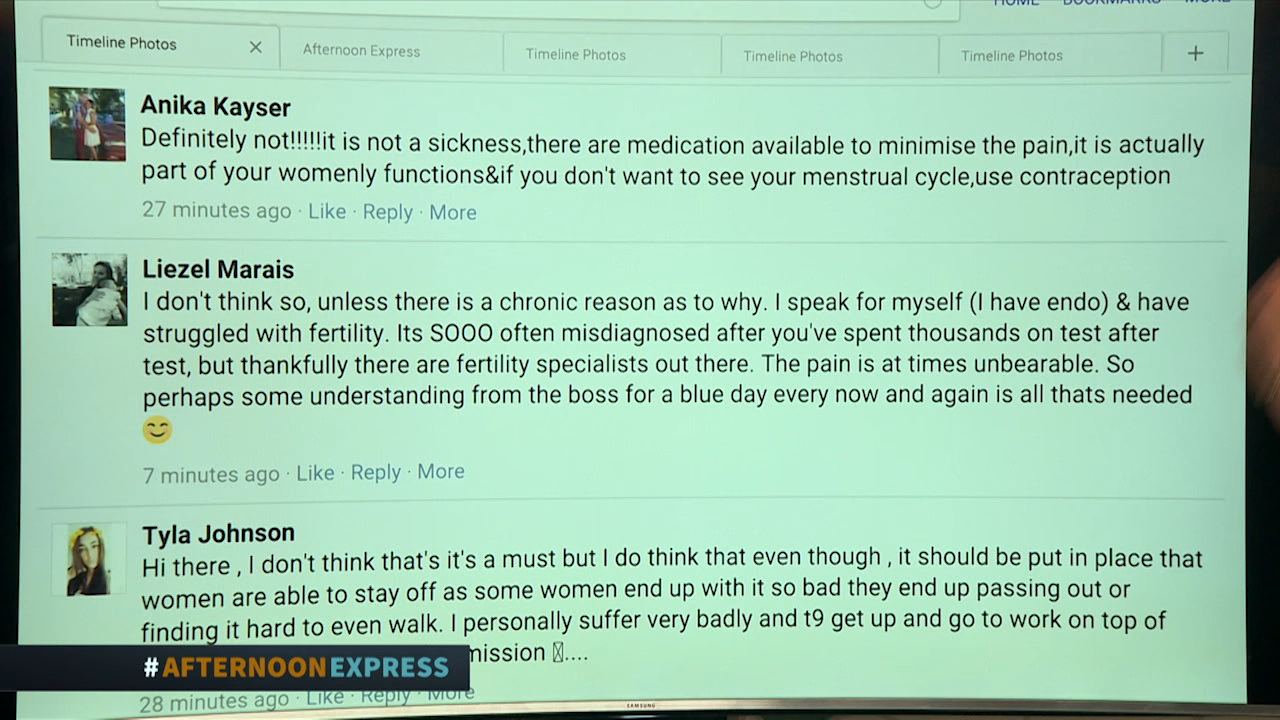 HOME BOOKMARKS MORE
Timeline Photos × Afternoon Express Timeline Photos Timeline Photos Timeline Photos +
Anika Kayser
Definitely not!!!!!it is not a sickness,there are medication available to minimise the pain,it is actually
part of your womenly functions&if you don't want to see your menstrual cycle,use contraception
27 minutes ago · Like · Reply · More
Liezel Marais
I don't think so, unless there is a chronic reason as to why. I speak for myself (I have endo) & have
struggled with fertility. Its SOOO often misdiagnosed after you've spent thousands on test after
test, but thankfully there are fertility specialists out there. The pain is at times unbearable. So
perhaps some understanding from the boss for a blue day every now and again is all thats needed
😊
7 minutes ago · Like · Reply · More
Tyla Johnson
Hi there , I don't think that's it's a must but I do think that even though , it should be put in place that
women are able to stay off as some women end up with it so bad they end up passing out or
finding it hard to even walk. I personally suffer very badly and t9 get up and go to work on top of
mission ....
#AFTERNOONEXPRESS
28 minutes ago · Like · Reply · More
SAMSUNG